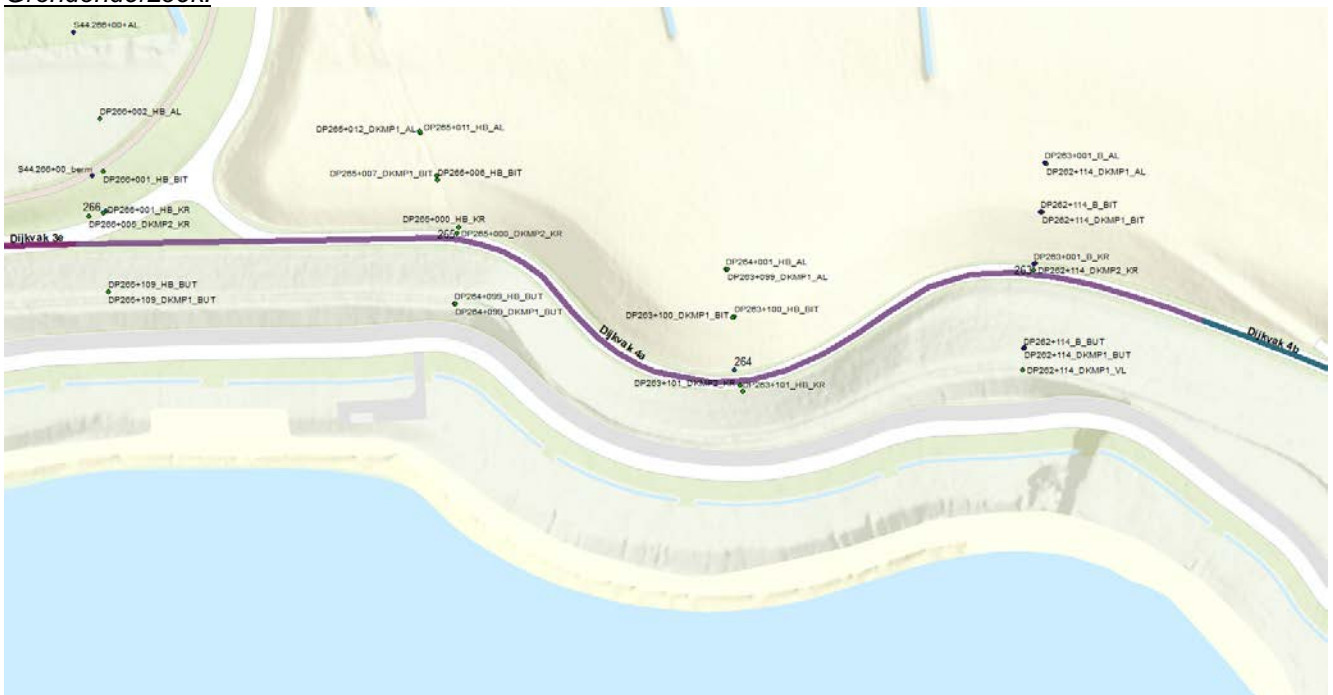 Grondonderzoek:
S44.266+00+AL
DP266+002_HB_AL
S44.266+00_berm
DP266+001_HB_BIT
266
DP266+001_HB_KR
DP266+005_DKMP2_KR
Dijkvak 3e
DP265+109_HB_BUT
DP265+109_DKMP1_BUT
DP265+012_DKMP1_AL
DP265+011_HB_AL
DP265+007_DKMP1_BIT
DP265+006_HB_BIT
DP265+000_HB_KR
265
DP265+000_DKMP2_KR
DP264+099_HB_BUT
DP264+099_DKMP1_BUT
Dijkvak 4a
DP264+001_HB_AL
DP263+099_DKMP1_AL
DP263+100_DKMP1_BIT
DP263+100_HB_BIT
264
DP263+101_DKMP2_KR
DP263+101_HB_KR
DP263+001_B_AL
DP262+114_DKMP1_AL
DP262+114_B_BIT
DP262+114_DKMP1_BIT
DP263+001_B_KR
263
DP262+114_DKMP2_KR
Dijkvak 4b
DP262+114_B_BUT
DP262+114_DKMP1_BUT
DP262+114_DKMP1_VL